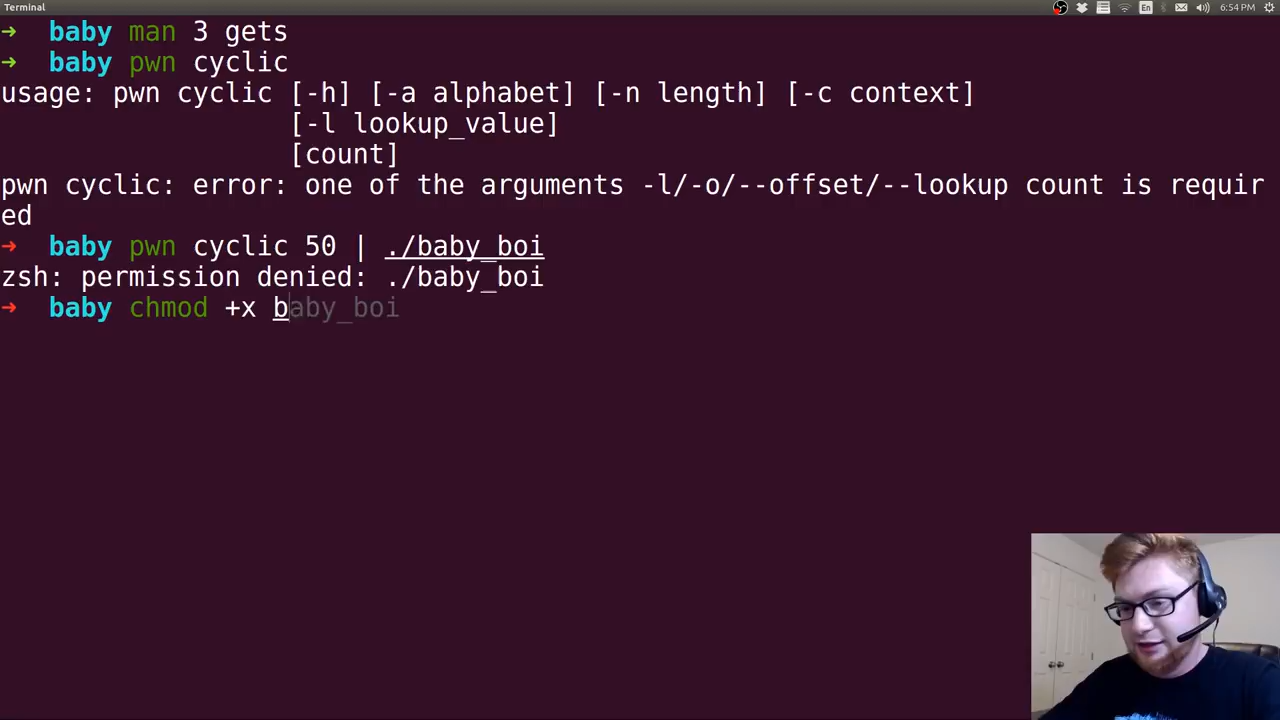 Terminal
En
6:54 PM
➜ baby man 3 gets
➜ baby pwn cyclic
usage: pwn cyclic [-h] [-a alphabet] [-n length] [-c context]
[-l lookup_value]
[count]
pwn cyclic: error: one of the arguments -l/-o/--offset/--lookup count is requir
ed
➜ baby pwn cyclic 50 | ./baby_boi
zsh: permission denied: ./baby_boi
➜ baby chmod +x baby_boi